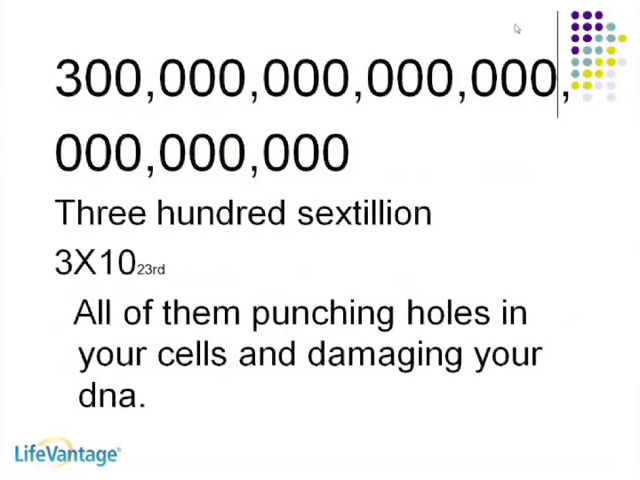 300,000,000,000,000,
000,000,000
Three hundred sextillion
3X10 23rd
All of them punching holes in
your cells and damaging your
dna.
LifeVantage®